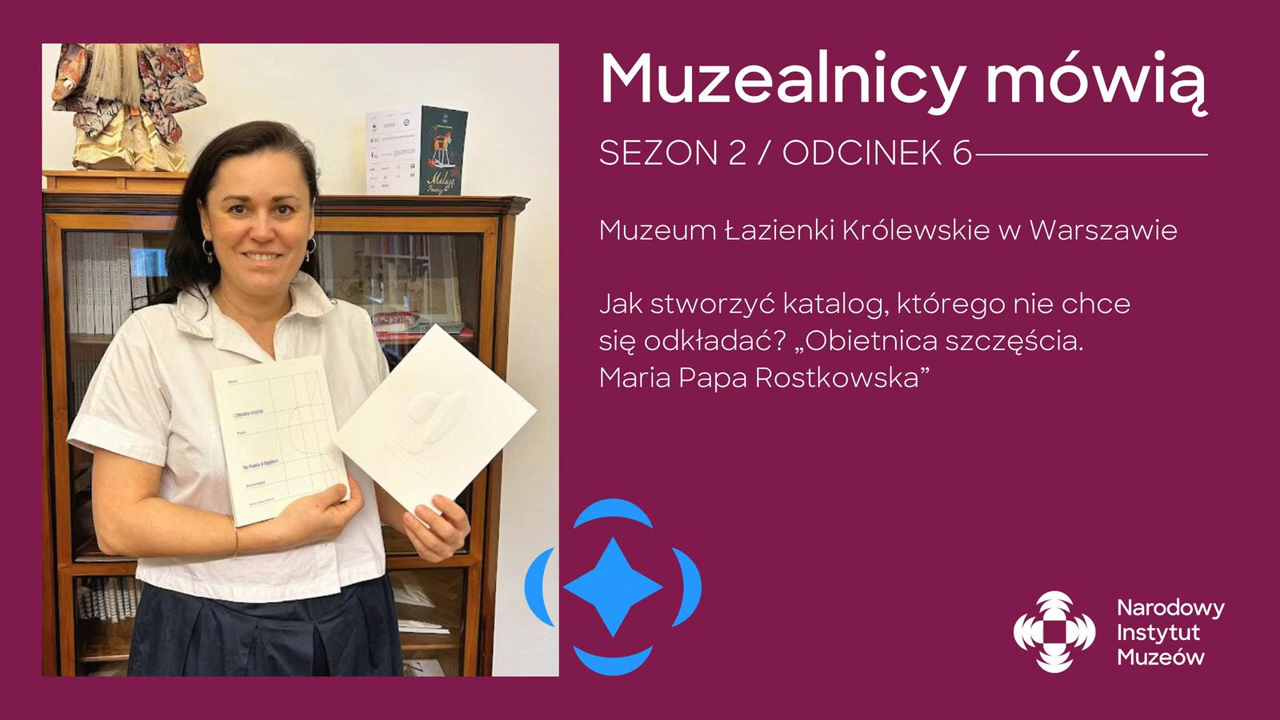 Muzealnicy mówią
SEZON 2 / ODCINEK 6
Muzeum Łazienki Królewskie w Warszawie
Jak stworzyć katalog, którego nie chce
się odkładać? „Obietnica szczęścia.
Maria Papa Rostkowska”
Maluję
Narodowy
Instytut
Muzeów